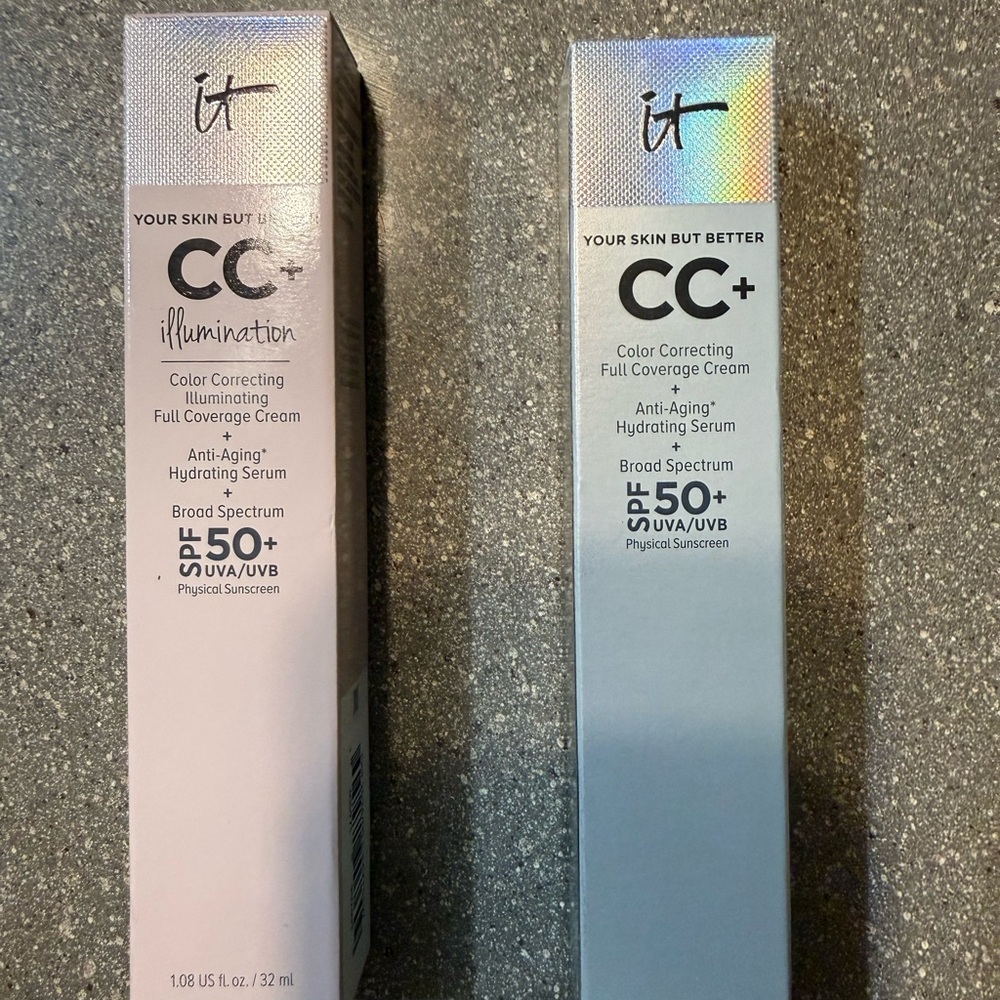 it
YOUR SKIN BUT BETTER
CC+
illumination
Color Correcting
Illuminating
Full Coverage Cream
+
Anti-Aging*
Hydrating Serum
+
Broad Spectrum
SPF 50+
UVA/UVB
Physical Sunscreen
1.08 US fl. oz. / 32 ml
it
YOUR SKIN BUT BETTER
CC+
Color Correcting
Full Coverage Cream
+
Anti-Aging*
Hydrating Serum
+
Broad Spectrum
SPF 50+
UVA/UVB
Physical Sunscreen